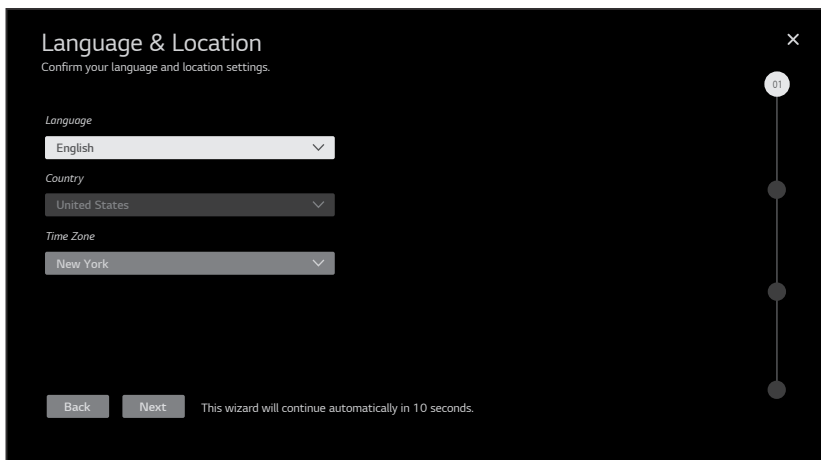 Language & Location
Confirm your language and location settings.
01
Language
English
Country
United States
Time Zone
New York
Back
Next
This wizard will continue automatically in 10 seconds.